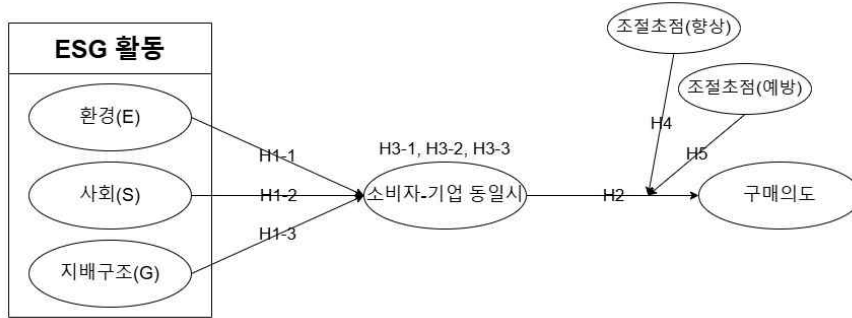 조절초점(향상)
ESG 활동
조절초점(예방)
환경(E)
H4
H1-1
H3-1, H3-2, H3-3
H5
사회(S)
H1-2
소비자-기업 동일시
H2
구매의도
H1-3
지배구조(G)